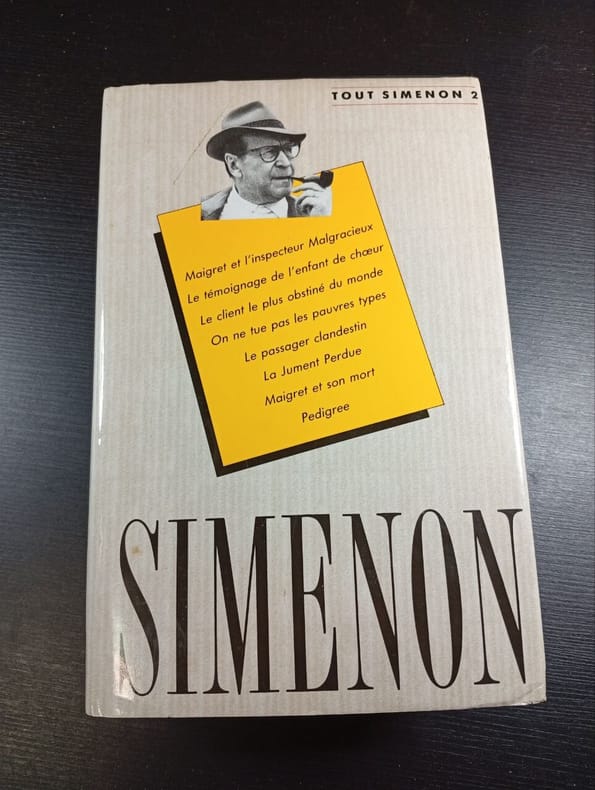 TOUT SIMENON 2
Maigret et l'inspecteur Malgracieux
Le témoignage de l'enfant de chœur
Le client le plus obstiné du monde
On ne tue pas les pauvres types
Le passager clandestin
La Jument Perdue
Maigret et son mort
Pedigree
SIMENON